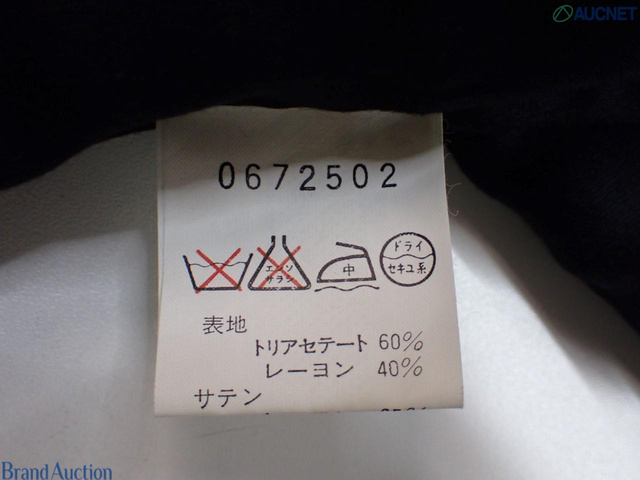 AUCNET
0672502
エンソ
サラシ
中
ドライ
セキユ系
表地
トリアセテート 60%
レーヨン 40%
サテン
Brand Auction